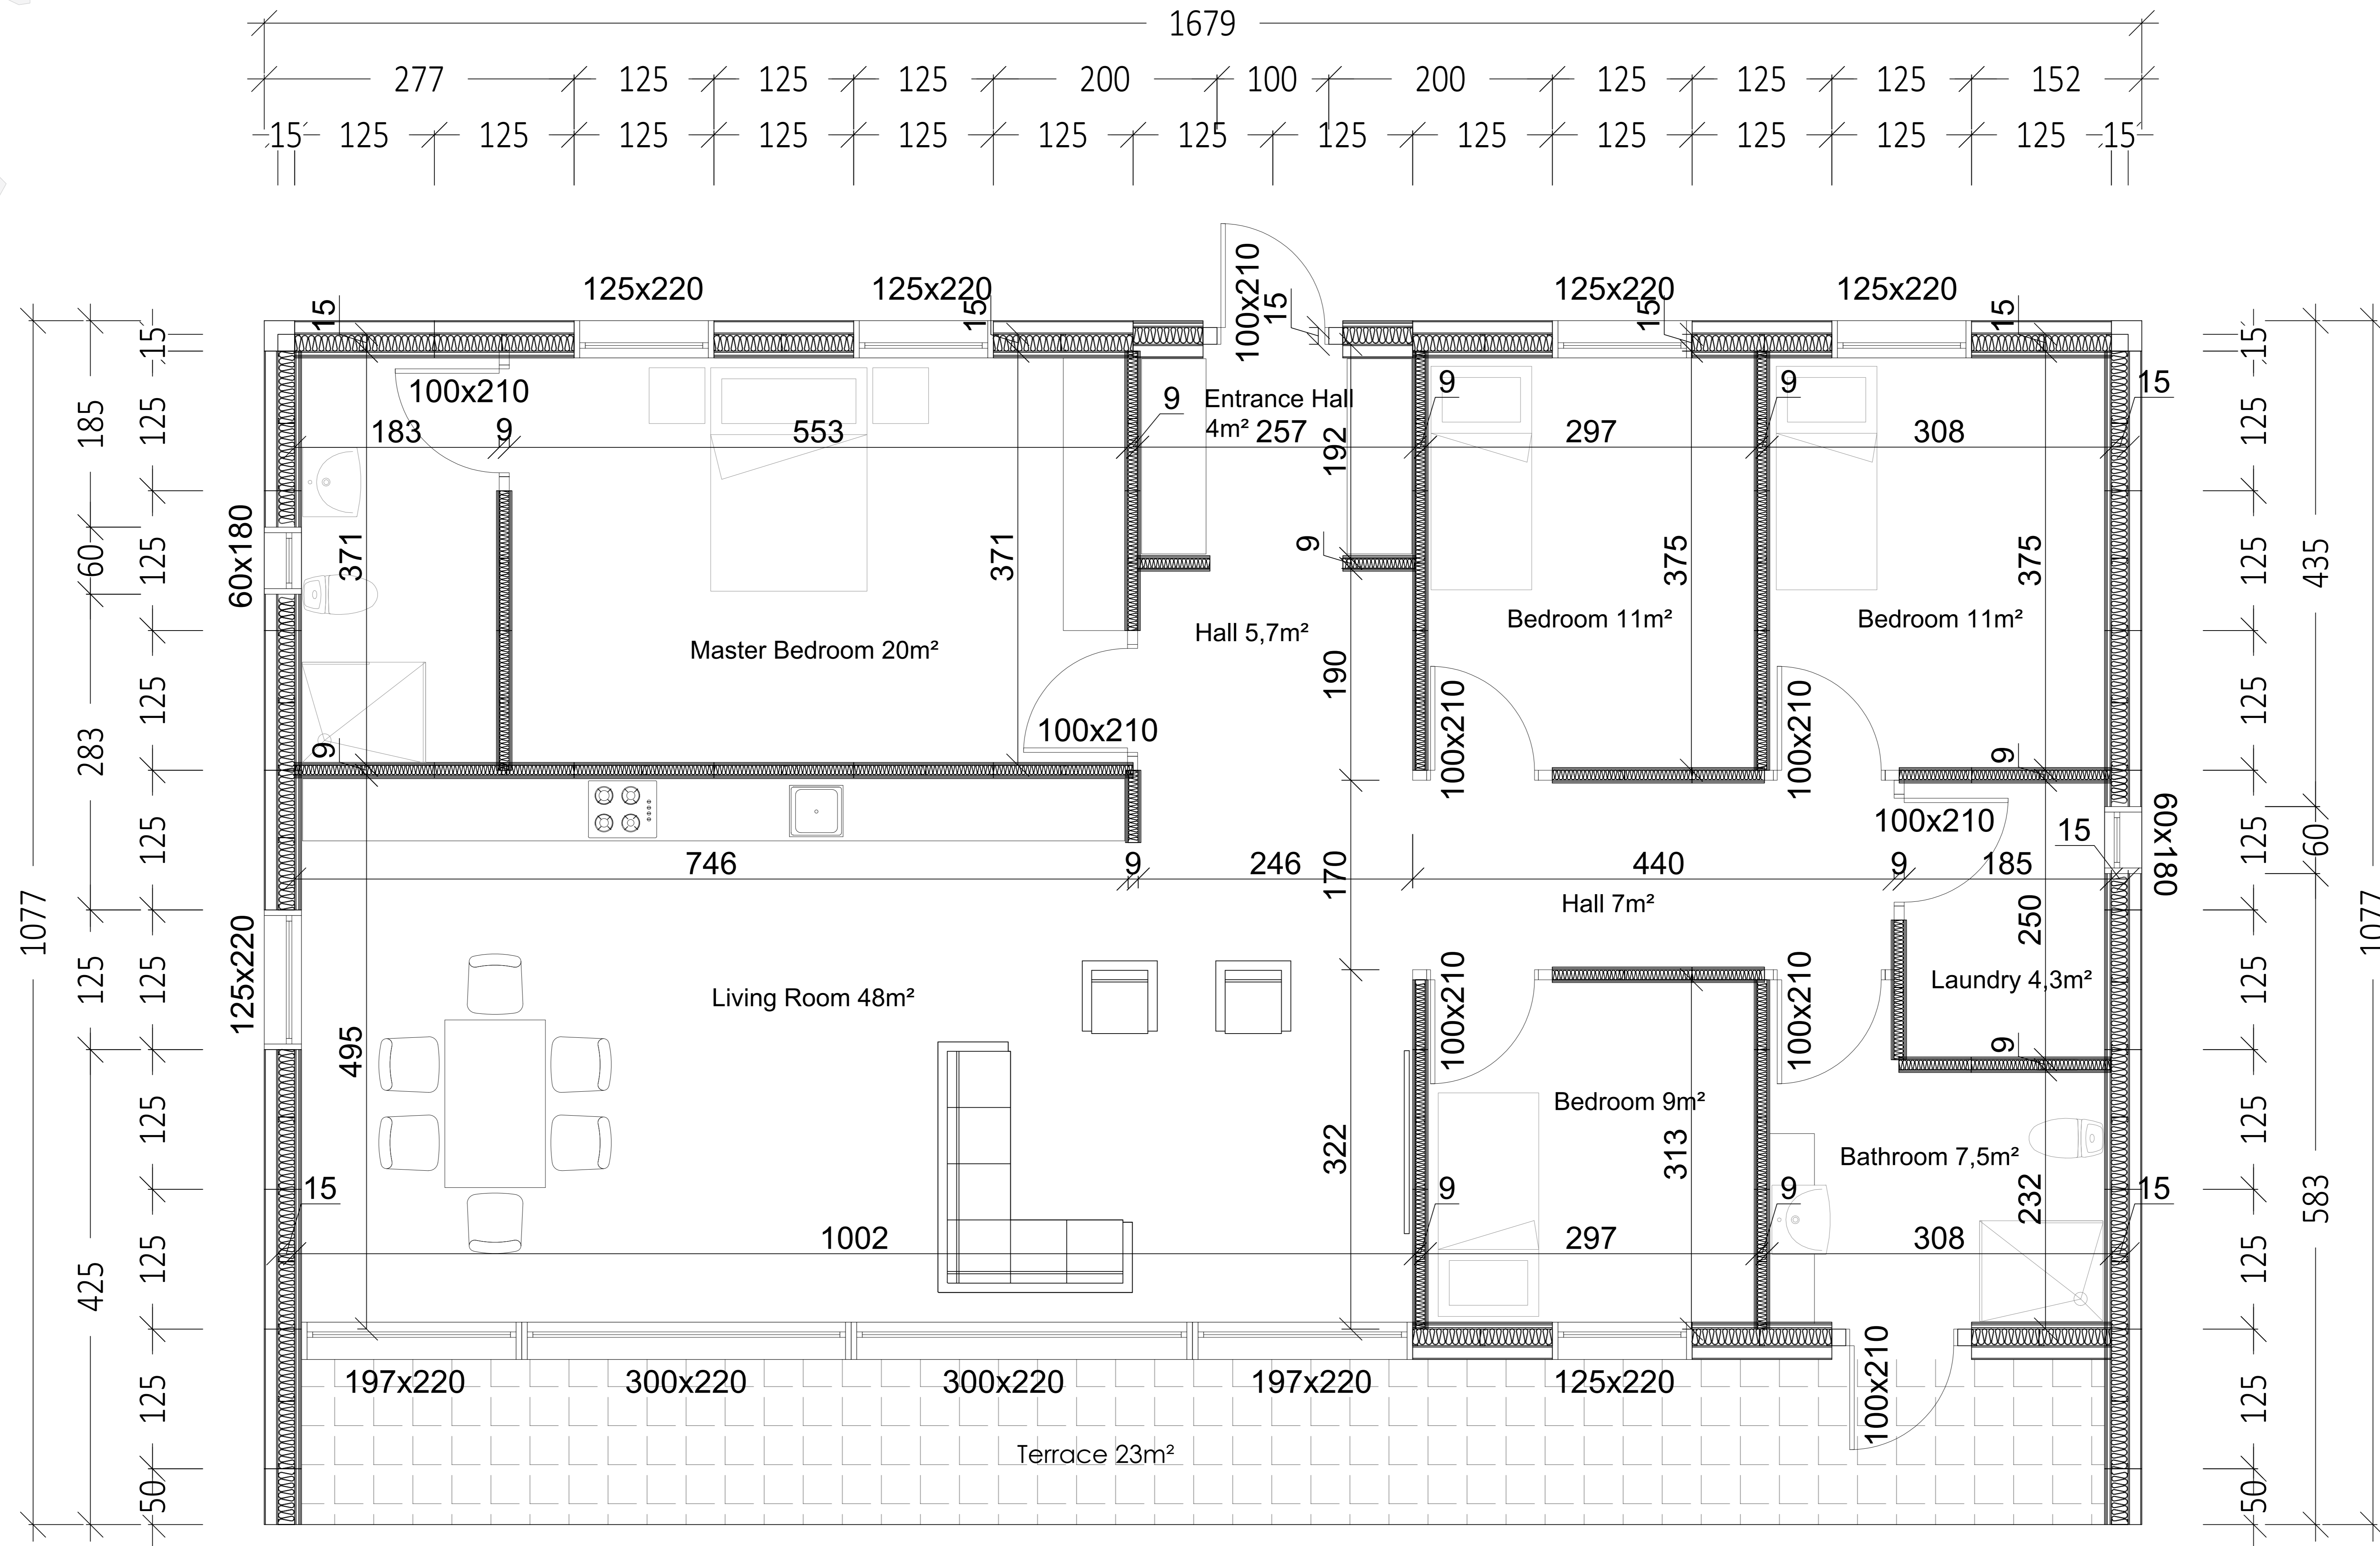 1679
277 125 125 125 200 100 200 125 125 125 152
15 125 125 125 125 125 125 125 125 125 125 125 125 125 15
100x210
15
125x220 125x220 125x220 125x220
15 15 15 15
15 15
100x210
9 Entrance Hall 9 9 15
185 125 125
183 9 553 4m² 257 192 297 308
60x180
60 125 371 371 9 375 375 125 435
Master Bedroom 20m² Hall 5,7m² Bedroom 11m² Bedroom 11m²
283 125 190 125
100x210 100x210 100x210
9 9
125 100x210 125 60 60x180
15
746 9 246 170 440 9 185
Hall 7m² 250
1077 1077
125x220 125 125 Living Room 48m² 100x210 100x210 Laundry 4,3m² 125
495 9
125 Bedroom 9m² 125
322 313 Bathroom 7,5m² 232 583
15 9 9 15
425 125 1002 297 308 125
197x220 300x220 300x220 197x220 125x220 100x210
125 125
Terrace 23m²
50 50